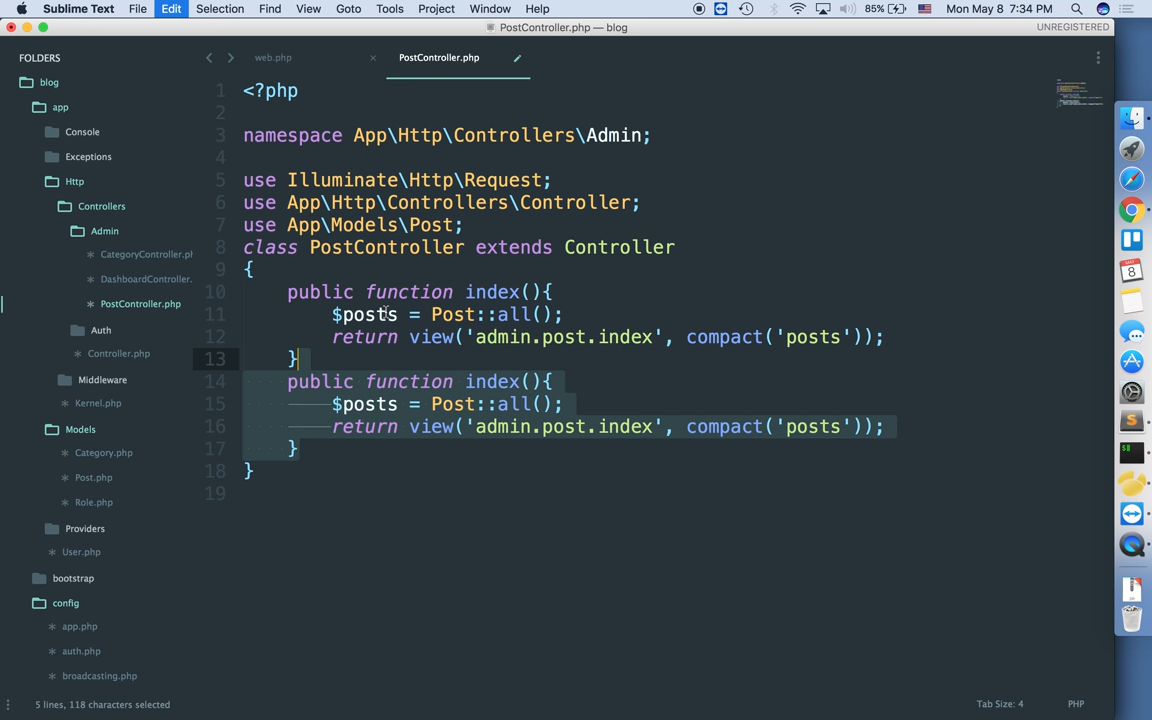 Sublime Text File Edit Selection Find View Goto Tools Project Window Help 85% Mon May 8 7:34 PM
PostController.php — blog UNREGISTERED
FOLDERS
blog
app
Console
Exceptions
Http
Controllers
Admin
CategoryController.pl
DashboardController.
PostController.php
Auth
Controller.php
Middleware
Kernel.php
Models
Category.php
Post.php
Role.php
Providers
User.php
bootstrap
config
app.php
auth.php
broadcasting.php
web.php PostController.php
1 <?php
2
3 namespace App\Http\Controllers\Admin;
4
5 use Illuminate\Http\Request;
6 use App\Http\Controllers\Controller;
7 use App\Models\Post;
8 class PostController extends Controller
9 {
10 public function index(){
11 $posts = Post::all();
12 return view('admin.post.index', compact('posts'));
13 }
14 public function index(){
15 $posts = Post::all();
16 return view('admin.post.index', compact('posts'));
17 }
18 }
19
5 lines, 118 characters selected Tab Size: 4 PHP